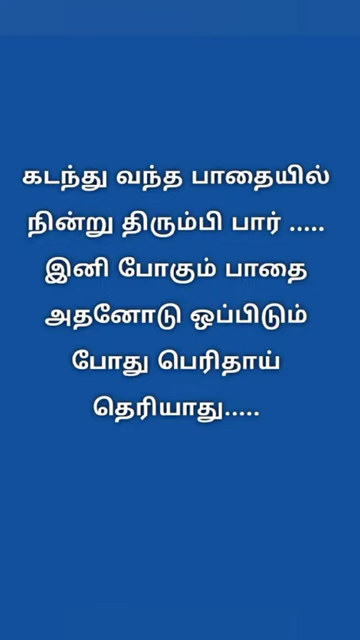 கடந்து வந்த பாதையில்
நின்று திரும்பி பார் .....
இனி போகும் பாதை
அதனோடு ஒப்பிடும்
போது பெரிதாய்
தெரியாது.....